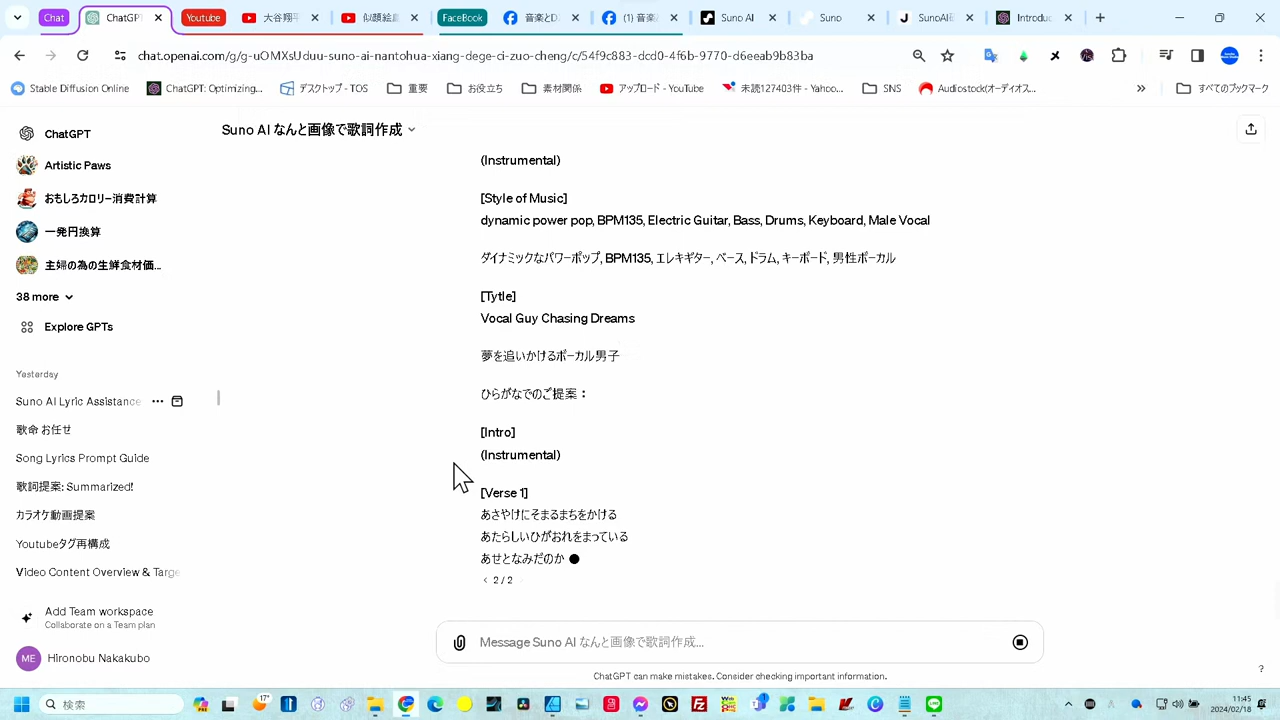 Chat
ChatGP
Youtube
大谷翔平
似顔絵
FaceBook
音楽とD
(1) 音楽
Suno AI
Suno
SunoAI
Introduc
chat.openai.com/g/g-uOMXsUduu-suno-ai-nantohua-xiang-dege-ci-zuo-cheng/c/54f9c883-dcd0-4f6b-9770-d6eeab9b83ba
Stable Diffusion Online
ChatGPT: Optimizing...
デスクトップ - TOS
重要
お役立ち
素材関係
アップロード - YouTube
未読127403件 - Yahoo...
SNS
Audiostock(オーディオス...
»
すべてのブックマーク
ChatGPT
Artistic Paws
おもしろカロリー消費計算
一発円換算
主婦の為の生鮮食材価...
38 more
Explore GPTs
Yesterday
Suno AI Lyric Assistance
歌命 お任せ
Song Lyrics Prompt Guide
歌詞提案: Summarized!
カラオケ動画提案
Youtubeタグ再構成
Video Content Overview & Targe
Add Team workspace
Collaborate on a Team plan
ME
Hironobu Nakakubo
Suno AI なんと画像で歌詞作成
(Instrumental)
[Style of Music]
dynamic power pop, BPM135, Electric Guitar, Bass, Drums, Keyboard, Male Vocal
ダイナミックなパワーポップ, BPM135, エレキギター, ベース, ドラム, キーボード, 男性ボーカル
[Tytle]
Vocal Guy Chasing Dreams
夢を追いかけるボーカル男子
ひらがなでのご提案：
[Intro]
(Instrumental)
[Verse 1]
あさやけにそまるまちをかける
あたらしいひがおれをまっている
あせとなみだのか
2 / 2
Message Suno AI なんと画像で歌詞作成…
ChatGPT can make mistakes. Consider checking important information.
?
検索
17°
11:45
2024/02/18